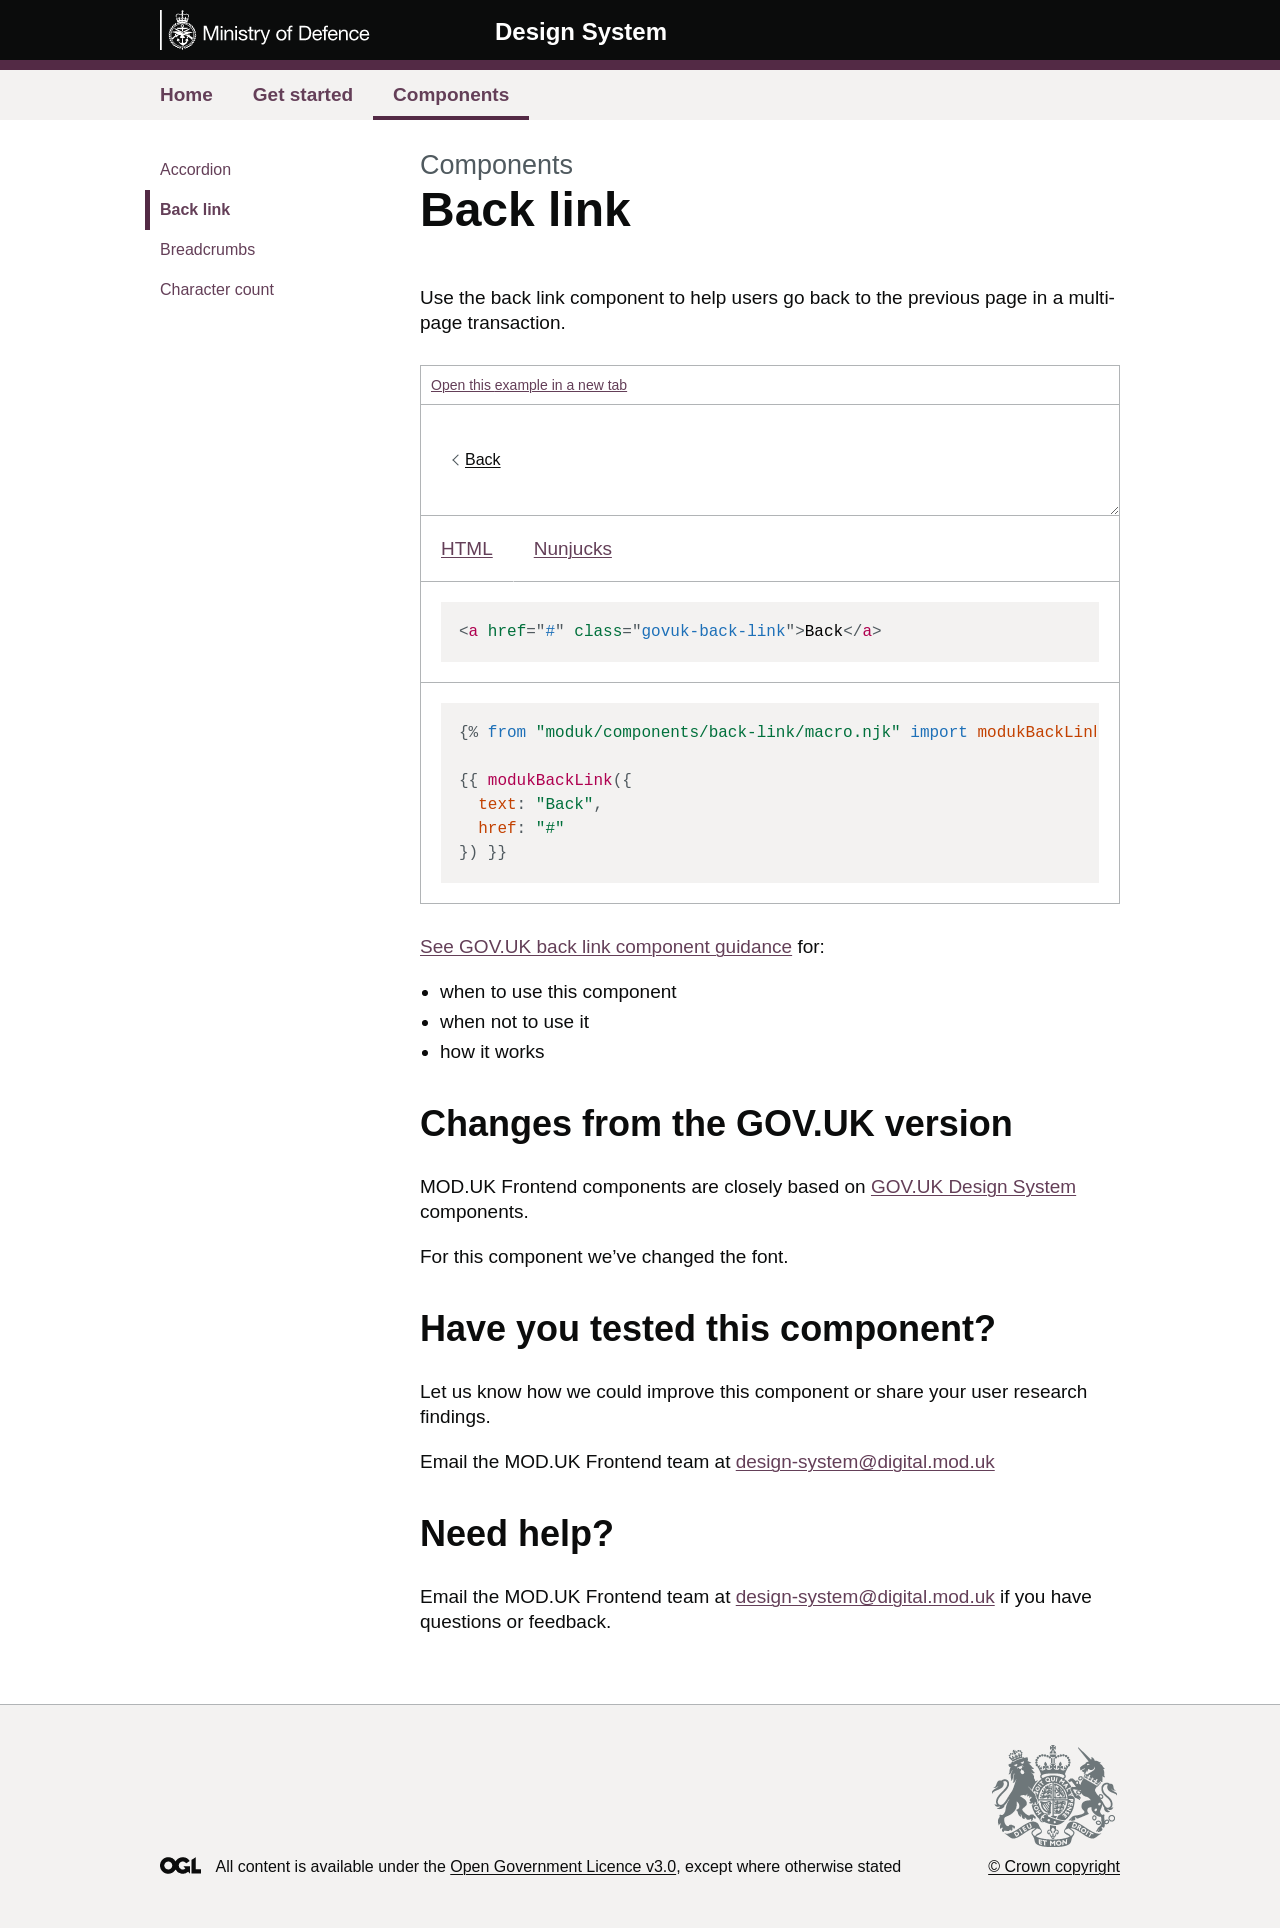 Ministry of Defence
Design System
Home
Get started
Components
Accordion
Back link
Breadcrumbs
Character count
Components
Back link
Use the back link component to help users go back to the previous page in a multi-
page transaction.
Open this example in a new tab
Back
HTML
Nunjucks
<a href="#" class="govuk-back-link">Back</a>
{% from "moduk/components/back-link/macro.njk" import modukBackLink
{{ modukBackLink({
text: "Back",
href: "#"
}) }}
See GOV.UK back link component guidance for:
• when to use this component
• when not to use it
• how it works
Changes from the GOV.UK version
MOD.UK Frontend components are closely based on GOV.UK Design System
components.
For this component we’ve changed the font.
Have you tested this component?
Let us know how we could improve this component or share your user research
findings.
Email the MOD.UK Frontend team at design-system@digital.mod.uk
Need help?
Email the MOD.UK Frontend team at design-system@digital.mod.uk if you have
questions or feedback.
OGL All content is available under the Open Government Licence v3.0, except where otherwise stated
© Crown copyright